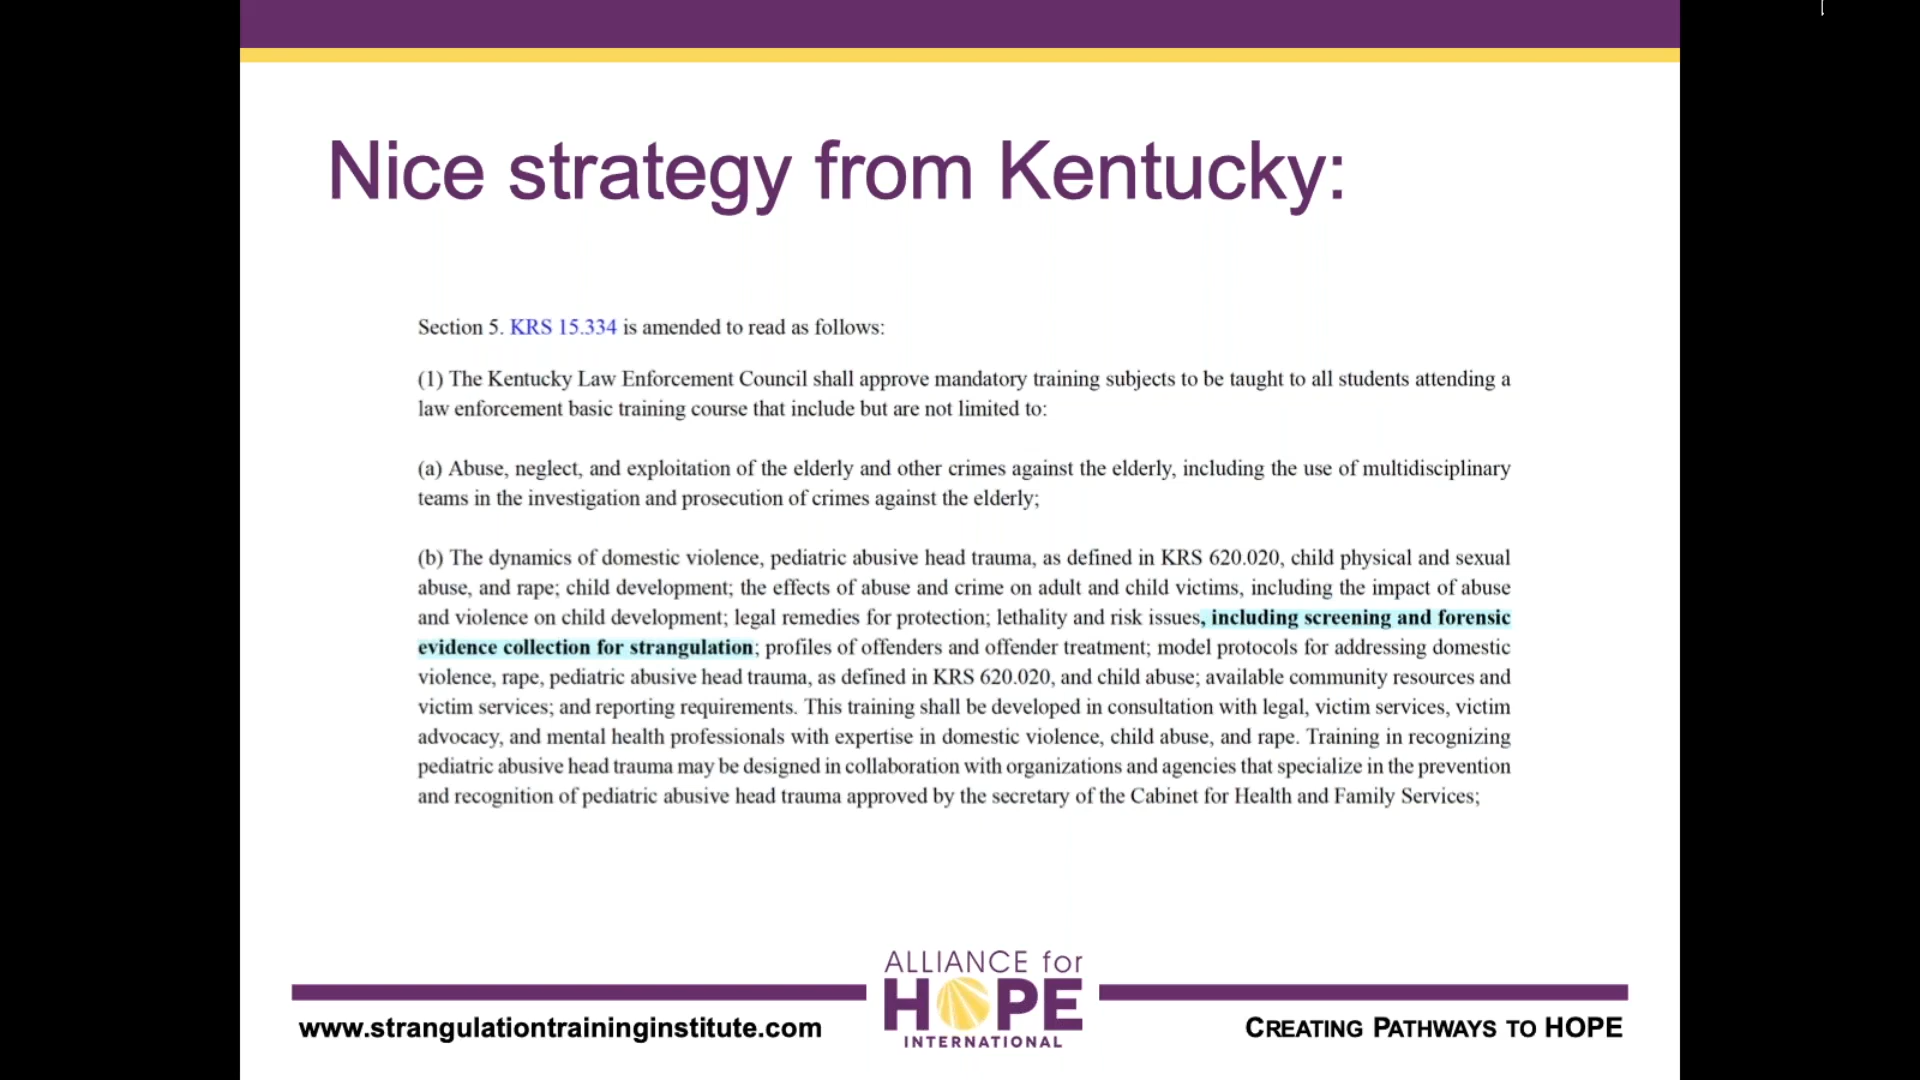 Nice strategy from Kentucky:
Section 5. KRS 15.334 is amended to read as follows:
(1) The Kentucky Law Enforcement Council shall approve mandatory training subjects to be taught to all students attending a
law enforcement basic training course that include but are not limited to:
(a) Abuse, neglect, and exploitation of the elderly and other crimes against the elderly, including the use of multidisciplinary
teams in the investigation and prosecution of crimes against the elderly;
(b) The dynamics of domestic violence, pediatric abusive head trauma, as defined in KRS 620.020, child physical and sexual
abuse, and rape; child development; the effects of abuse and crime on adult and child victims, including the impact of abuse
and violence on child development; legal remedies for protection; lethality and risk issues, including screening and forensic
evidence collection for strangulation; profiles of offenders and offender treatment; model protocols for addressing domestic
violence, rape, pediatric abusive head trauma, as defined in KRS 620.020, and child abuse; available community resources and
victim services; and reporting requirements. This training shall be developed in consultation with legal, victim services, victim
advocacy, and mental health professionals with expertise in domestic violence, child abuse, and rape. Training in recognizing
pediatric abusive head trauma may be designed in collaboration with organizations and agencies that specialize in the prevention
and recognition of pediatric abusive head trauma approved by the secretary of the Cabinet for Health and Family Services;
www.strangulationtraininginstitute.com
ALLIANCE for
HOPE
INTERNATIONAL
CREATING PATHWAYS TO HOPE